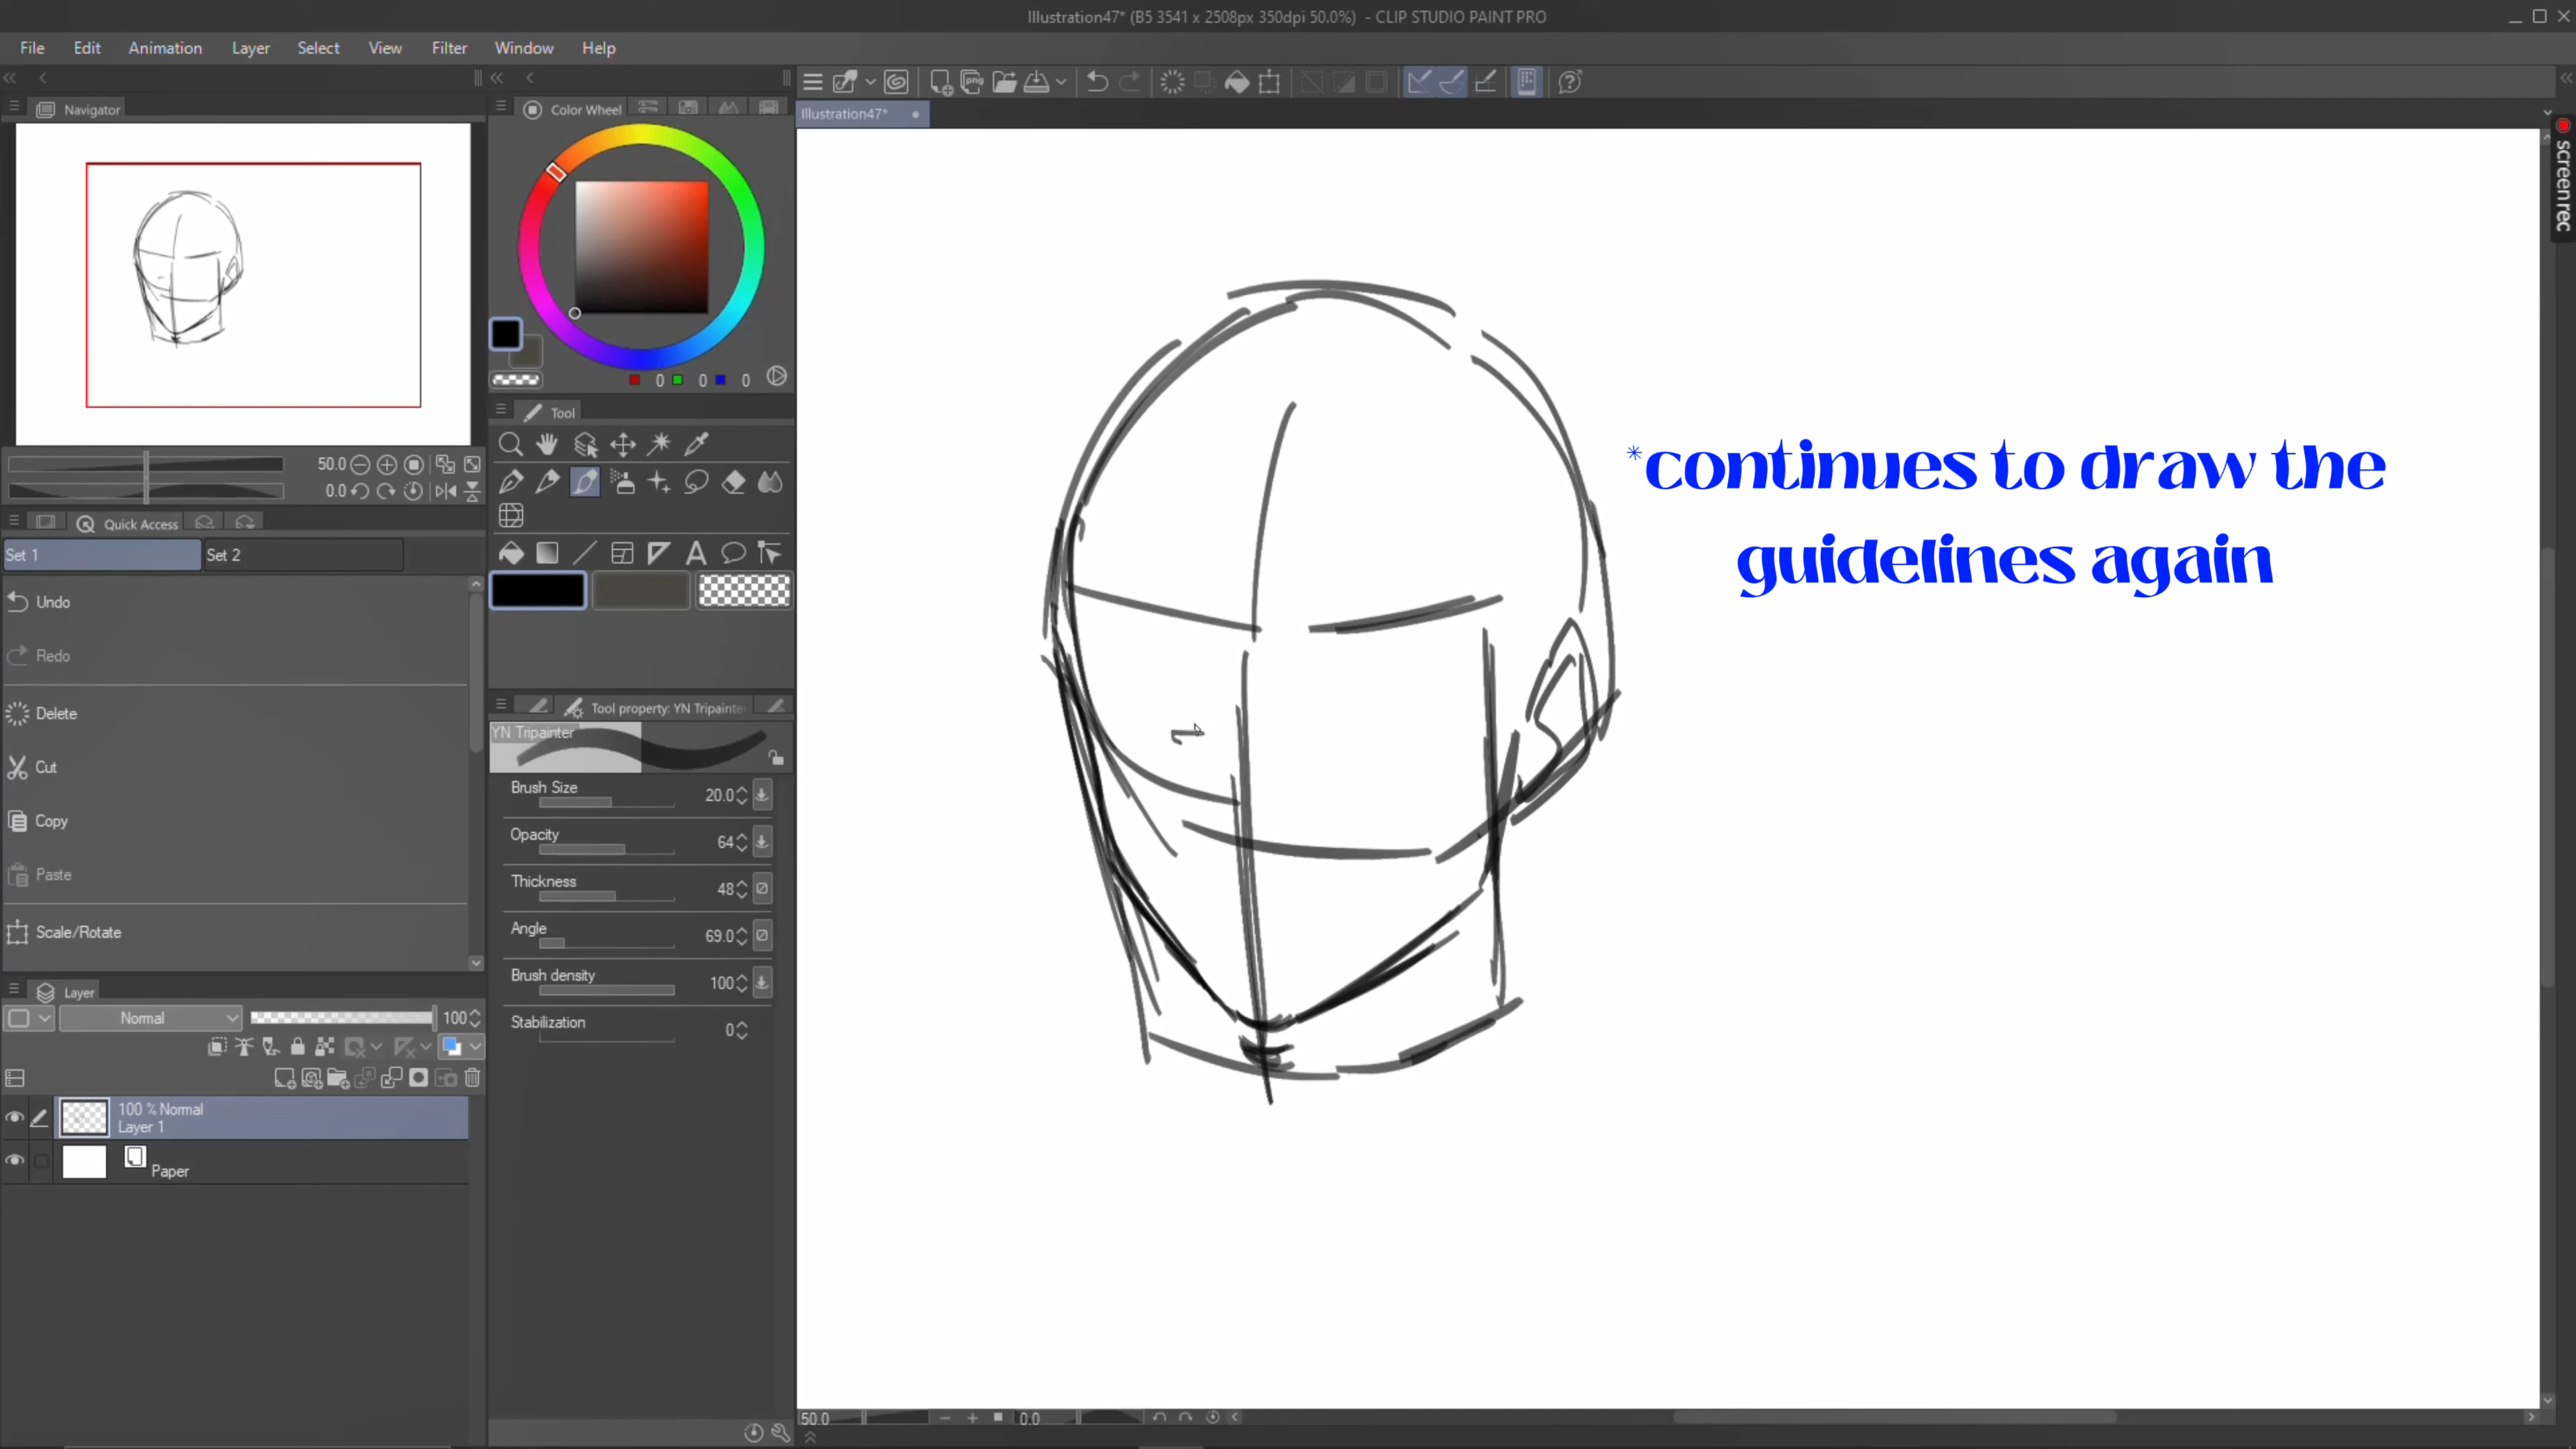 Illustration47* (B5 3541 x 2508px 350dpi 50.0%) - CLIP STUDIO PAINT PRO
File Edit Animation Layer Select View Filter Window Help
Navigator
Color Wheel
png
Illustration47*
screenrec
0 0 0
Tool
50.0
0.0
Quick Access
Set 1 Set 2
Undo
Redo
Delete
Cut
Copy
Paste
Scale/Rotate
Tool property: YN Tripainte
YN Tripainter
Brush Size 20.0
Opacity 64
Thickness 48
Angle 69.0
Brush density 100
Stabilization 0
Layer
Normal 100
100 % Normal
Layer 1
Paper
*continues to draw the
guidelines again
50.0 0.0